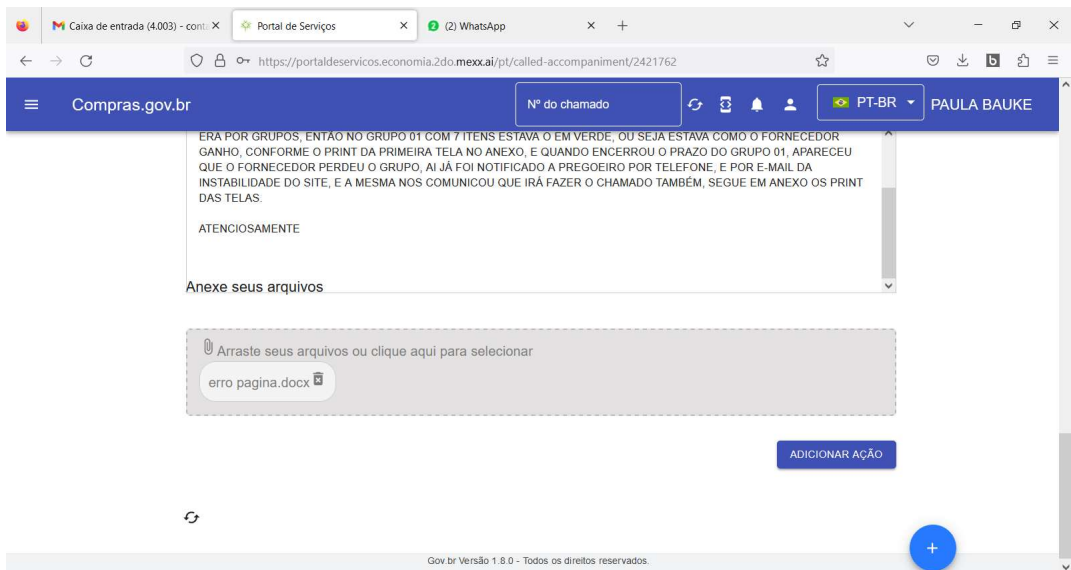 Caixa de entrada (4.003) - cont
Portal de Serviços
2 (2) WhatsApp
https://portaldeservicos.economia.2do.mexx.ai/pt/called-accompaniment/2421762
Compras.gov.br
Nº do chamado
PT-BR
PAULA BAUKE
ERA POR GRUPOS, ENTÃO NO GRUPO 01 COM 7 ITENS ESTAVA O EM VERDE, OU SEJA ESTAVA COMO O FORNECEDOR
GANHO, CONFORME O PRINT DA PRIMEIRA TELA NO ANEXO, E QUANDO ENCERROU O PRAZO DO GRUPO 01, APARECEU
QUE O FORNECEDOR PERDEU O GRUPO, AI JÁ FOI NOTIFICADO A PREGOEIRO POR TELEFONE, E POR E-MAIL DA
INSTABILIDADE DO SITE, E A MESMA NOS COMUNICOU QUE IRÁ FAZER O CHAMADO TAMBÉM, SEGUE EM ANEXO OS PRINT
DAS TELAS.
ATENCIOSAMENTE
Anexe seus arquivos
Arraste seus arquivos ou clique aqui para selecionar
erro pagina.docx
ADICIONAR AÇÃO
Gov.br Versão 1.8.0 - Todos os direitos reservados.